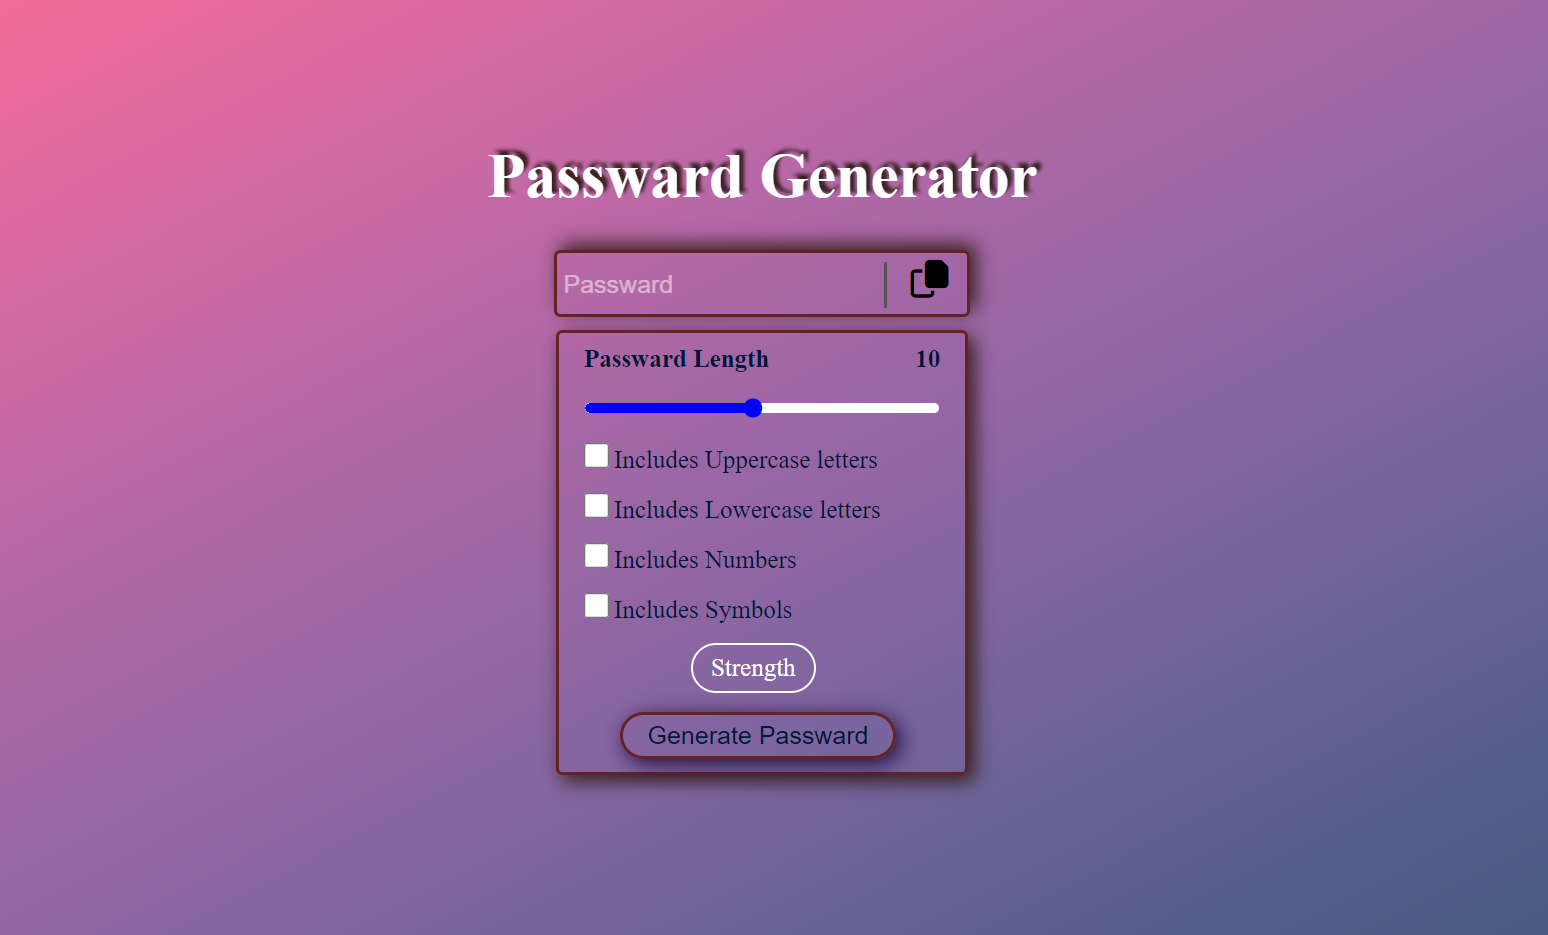 Passward Generator
Passward
Passward Length 10
Includes Uppercase letters
Includes Lowercase letters
Includes Numbers
Includes Symbols
Strength
Generate Passward